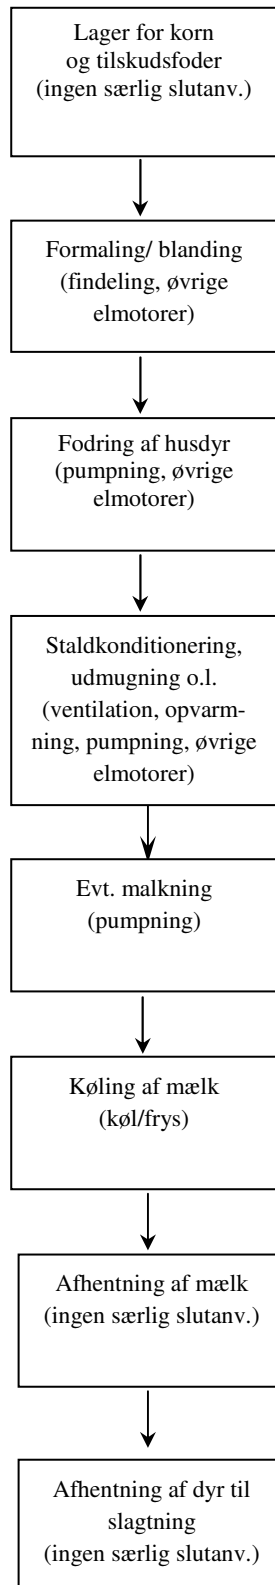 Lager for korn
og tilskudsfoder
(ingen særlig slutanv.)
Formaling/ blanding
(findeling, øvrige
elmotorer)
Fodring af husdyr
(pumpning, øvrige
elmotorer)
Staldkonditionering,
udmugning o.l.
(ventilation, opvarm-
ning, pumpning, øvrige
elmotorer)
Evt. malkning
(pumpning)
Køling af mælk
(køl/frys)
Afhentning af mælk
(ingen særlig slutanv.)
Afhentning af dyr til
slagtning
(ingen særlig slutanv.)